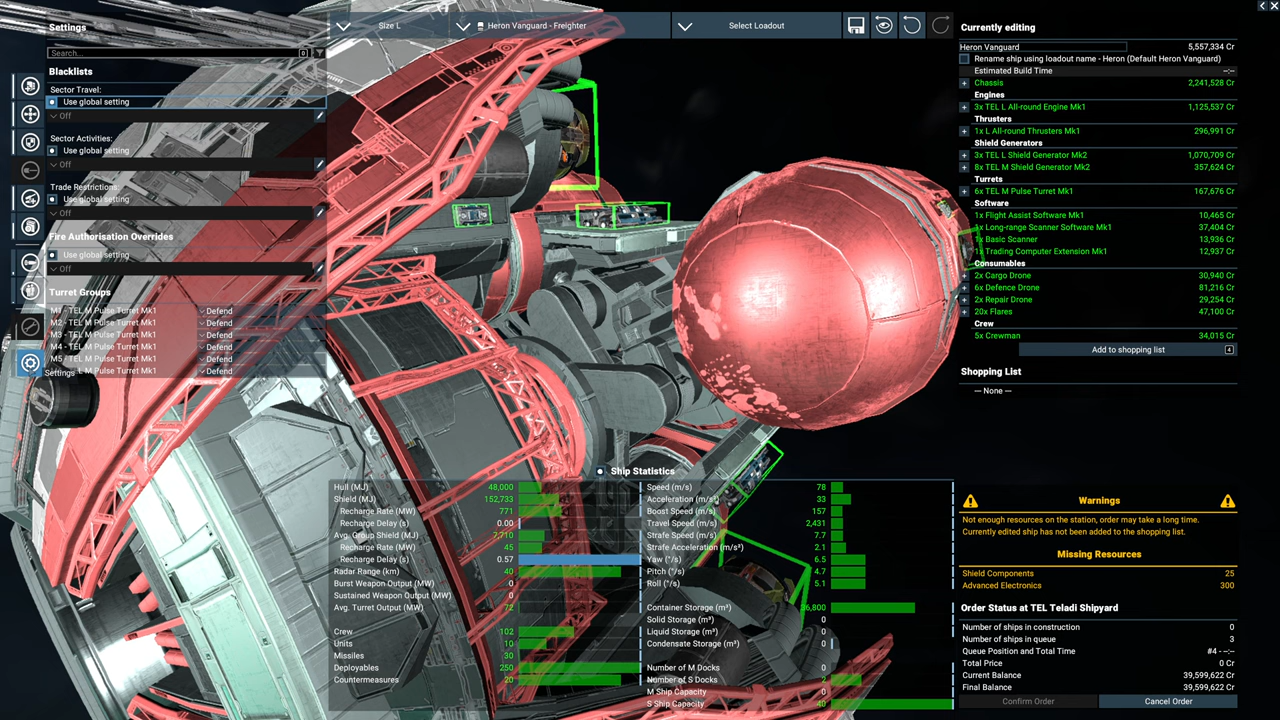 Settings
Search...
0
Blacklists
Sector Travel:
Use global setting
Off
Sector Activities:
Use global setting
Off
Trade Restrictions:
Use global setting
Off
Fire Authorisation Overrides
Use global setting
Off
Turret Groups
M1 - TEL M Pulse Turret Mk1 Defend
M2 - TEL M Pulse Turret Mk1 Defend
M3 - TEL M Pulse Turret Mk1 Defend
M4 - TEL M Pulse Turret Mk1 Defend
M5 - TEL M Pulse Turret Mk1 Defend
TEL M Pulse Turret Mk1 Defend
Settings
Size L
Heron Vanguard - Freighter
Select Loadout
Ship Statistics
Hull (MJ) 48,000
Shield (MJ) 152,733
Recharge Rate (MW) 771
Recharge Delay (s) 0.00
Avg. Group Shield (MJ) 7,710
Recharge Rate (MW) 45
Recharge Delay (s) 0.57
Radar Range (km) 40
Burst Weapon Output (MW) 0
Sustained Weapon Output (MW) 0
Avg. Turret Output (MW) 72
Crew 102
Units 10
Missiles 30
Deployables 250
Countermeasures 20
Speed (m/s) 78
Acceleration (m/s²) 33
Boost Speed (m/s) 157
Travel Speed (m/s) 2,431
Strafe Speed (m/s) 7.7
Strafe Acceleration (m/s²) 2.1
Yaw (°/s) 6.5
Pitch (°/s) 4.7
Roll (°/s) 5.1
Container Storage (m³) 36,800
Solid Storage (m³) 0
Liquid Storage (m³) 0
Condensate Storage (m³) 0
Number of M Docks 0
Number of S Docks 2
M Ship Capacity 0
S Ship Capacity 40
Currently editing
Heron Vanguard 5,557,334 Cr
Rename ship using loadout name - Heron (Default Heron Vanguard)
Estimated Build Time --:--
Chassis 2,241,528 Cr
Engines
3x TEL L All-round Engine Mk1 1,125,537 Cr
Thrusters
1x L All-round Thrusters Mk1 296,991 Cr
Shield Generators
3x TEL L Shield Generator Mk2 1,070,709 Cr
8x TEL M Shield Generator Mk2 357,624 Cr
Turrets
6x TEL M Pulse Turret Mk1 167,676 Cr
Software
1x Flight Assist Software Mk1 10,465 Cr
1x Long-range Scanner Software Mk1 37,404 Cr
1x Basic Scanner 13,936 Cr
1x Trading Computer Extension Mk1 12,937 Cr
Consumables
2x Cargo Drone 30,940 Cr
6x Defence Drone 81,216 Cr
2x Repair Drone 29,254 Cr
20x Flares 47,100 Cr
Crew
5x Crewman 34,015 Cr
Add to shopping list 4
Shopping List
--- None ---
Warnings
Not enough resources on the station, order may take a long time.
Currently edited ship has not been added to the shopping list.
Missing Resources
Shield Components 25
Advanced Electronics 300
Order Status at TEL Teladi Shipyard
Number of ships in construction 0
Number of ships in queue 3
Queue Position and Total Time #4 - --:--
Total Price 0 Cr
Current Balance 39,599,622 Cr
Final Balance 39,599,622 Cr
Confirm Order
Cancel Order